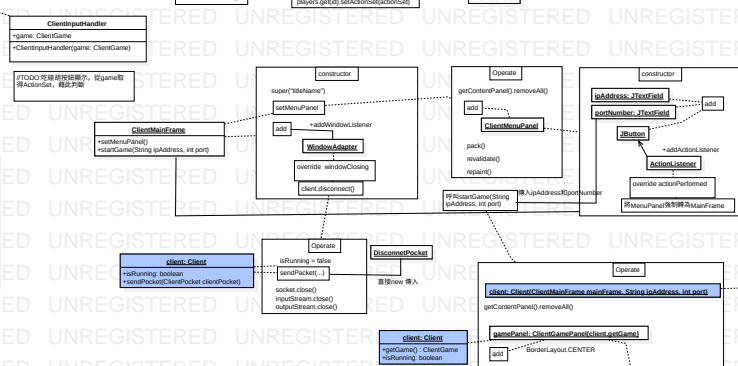 players.get(id).setActionSet(actionSet)
ClientInputHandler
+game: ClientGame
+ClientInputHandler(game: ClientGame)
//TODO:吃碰胡按鈕顯示，從game取
得ActionSet，藉此判斷
ClientMainFrame
+setMenuPanel()
+startGame(String ipAddress, int port)
constructor
super("titleName")
setMenuPanel
add
+addWindowListener
WindowAdapter
override windowClosing
client.disconnect()
Operate
getContentPanel().removeAll()
add
ClientMenuPanel
pack()
revalidate()
repaint()
constructor
ipAddress: JTextField
portNumber: JTextField
add
JButton
+addActionListener
ActionListener
override actionPerformed
將MenuPanel強制轉為MainFrame
呼叫startGame(String
ipAddress, int port)
傳入ipAddress和portNumber
client: Client
+isRunning: boolean
+sendPocket(ClientPocket clientPocket)
Operate
isRunning = false
sendPocket(...)
socket.close()
inputStream.close()
outputStream.close()
DisconnetPocket
直接new 傳入
Operate
client: Client(ClientMainFrame mainFrame, String ipAddress, int port)
getContentPanel().removeAll()
gamePanel: ClientGamePanel(client.getGame)
add
BorderLayout.CENTER
client: Client
+getGame() : ClientGame
+isRunning: boolean
UNREGISTERED